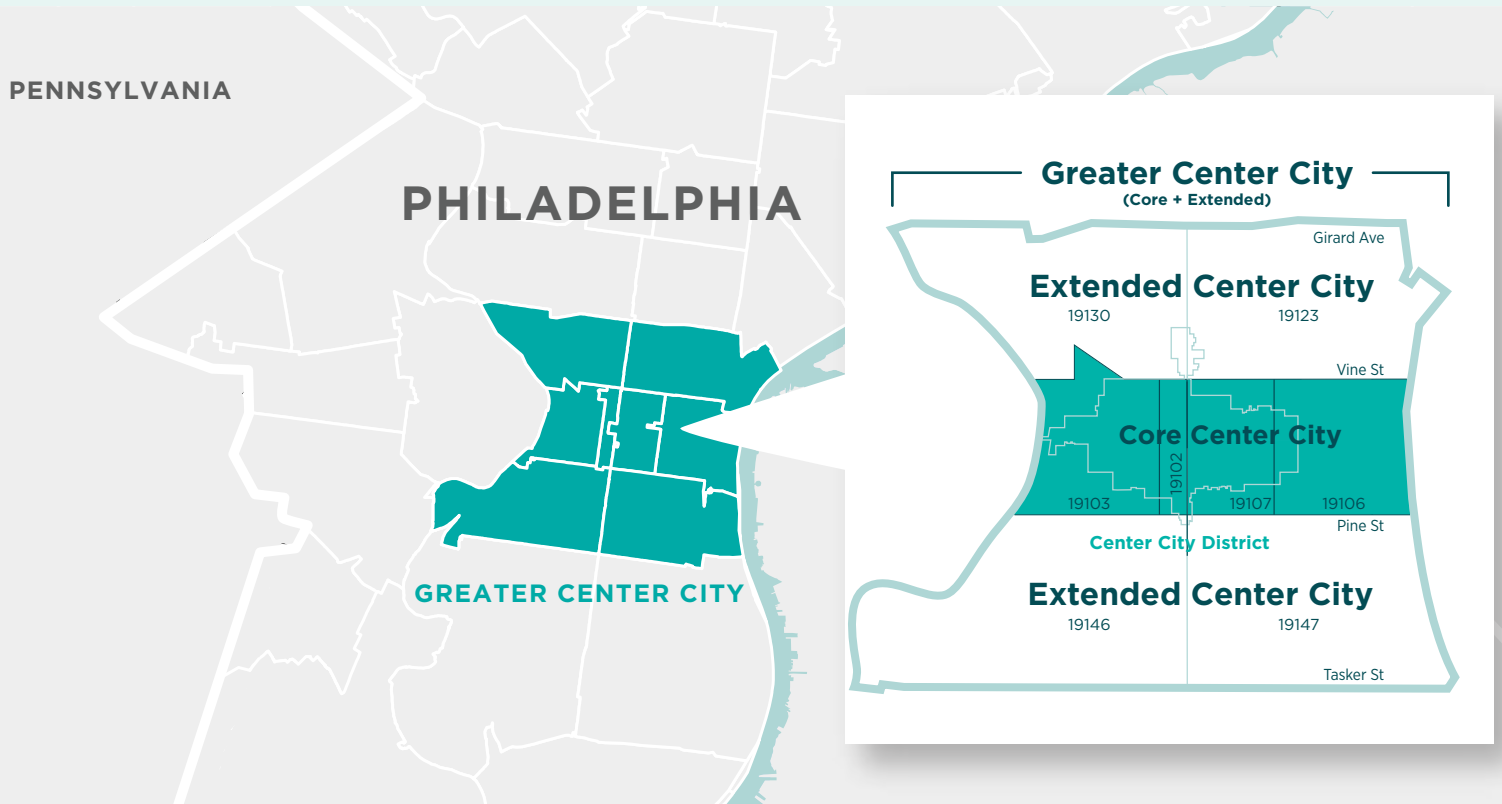 PENNSYLVANIA
PHILADELPHIA
GREATER CENTER CITY
Greater Center City
(Core + Extended)
Girard Ave
Extended Center City
19130
19123
Vine St
Core Center City
19102
19103
19107
19106
Pine St
Center City District
Extended Center City
19146
19147
Tasker St